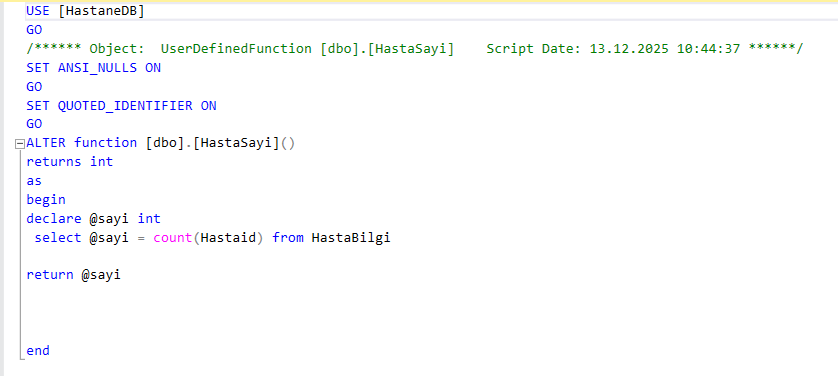 USE [HastaneDB]
GO
/****** Object:  UserDefinedFunction [dbo].[HastaSayi]    Script Date: 13.12.2025 10:44:37 ******/
SET ANSI_NULLS ON
GO
SET QUOTED_IDENTIFIER ON
GO
ALTER function [dbo].[HastaSayi]()
returns int
as
begin
declare @sayi int
 select @sayi = count(Hastaid) from HastaBilgi
return @sayi
end